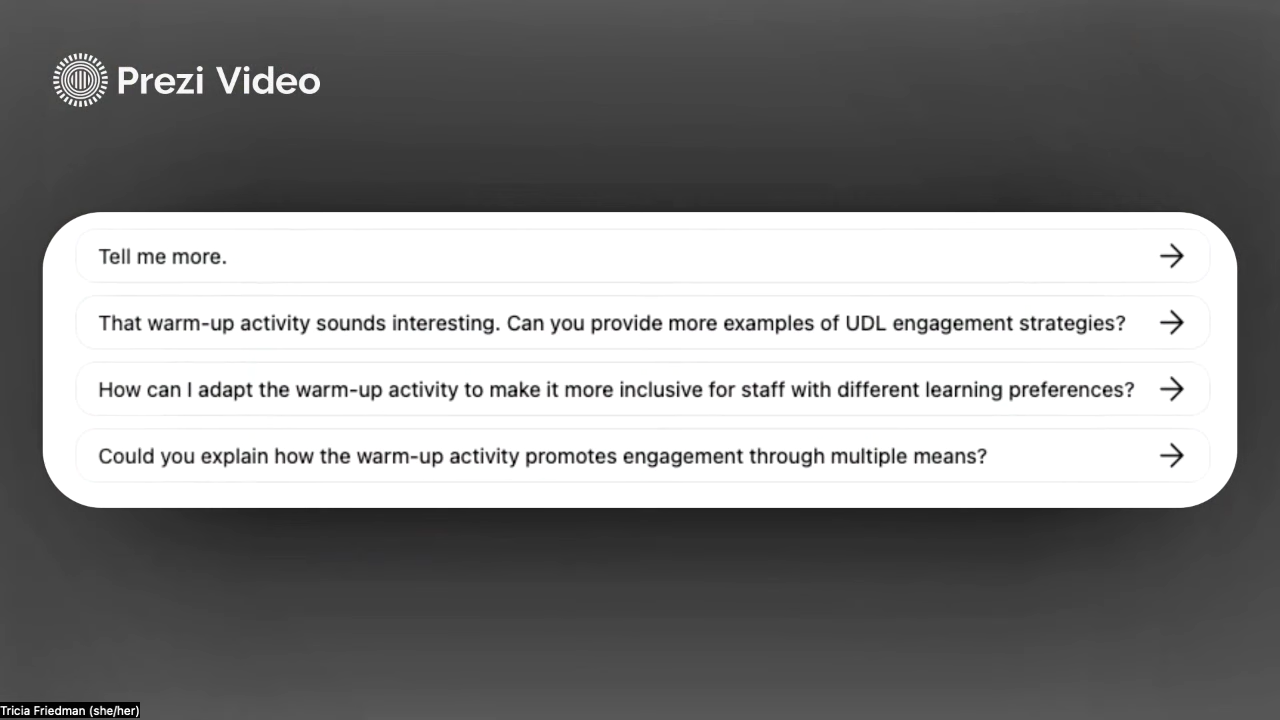 Prezi Video
Tell me more.
That warm-up activity sounds interesting. Can you provide more examples of UDL engagement strategies?
How can I adapt the warm-up activity to make it more inclusive for staff with different learning preferences?
Could you explain how the warm-up activity promotes engagement through multiple means?
Tricia Friedman (she/her)